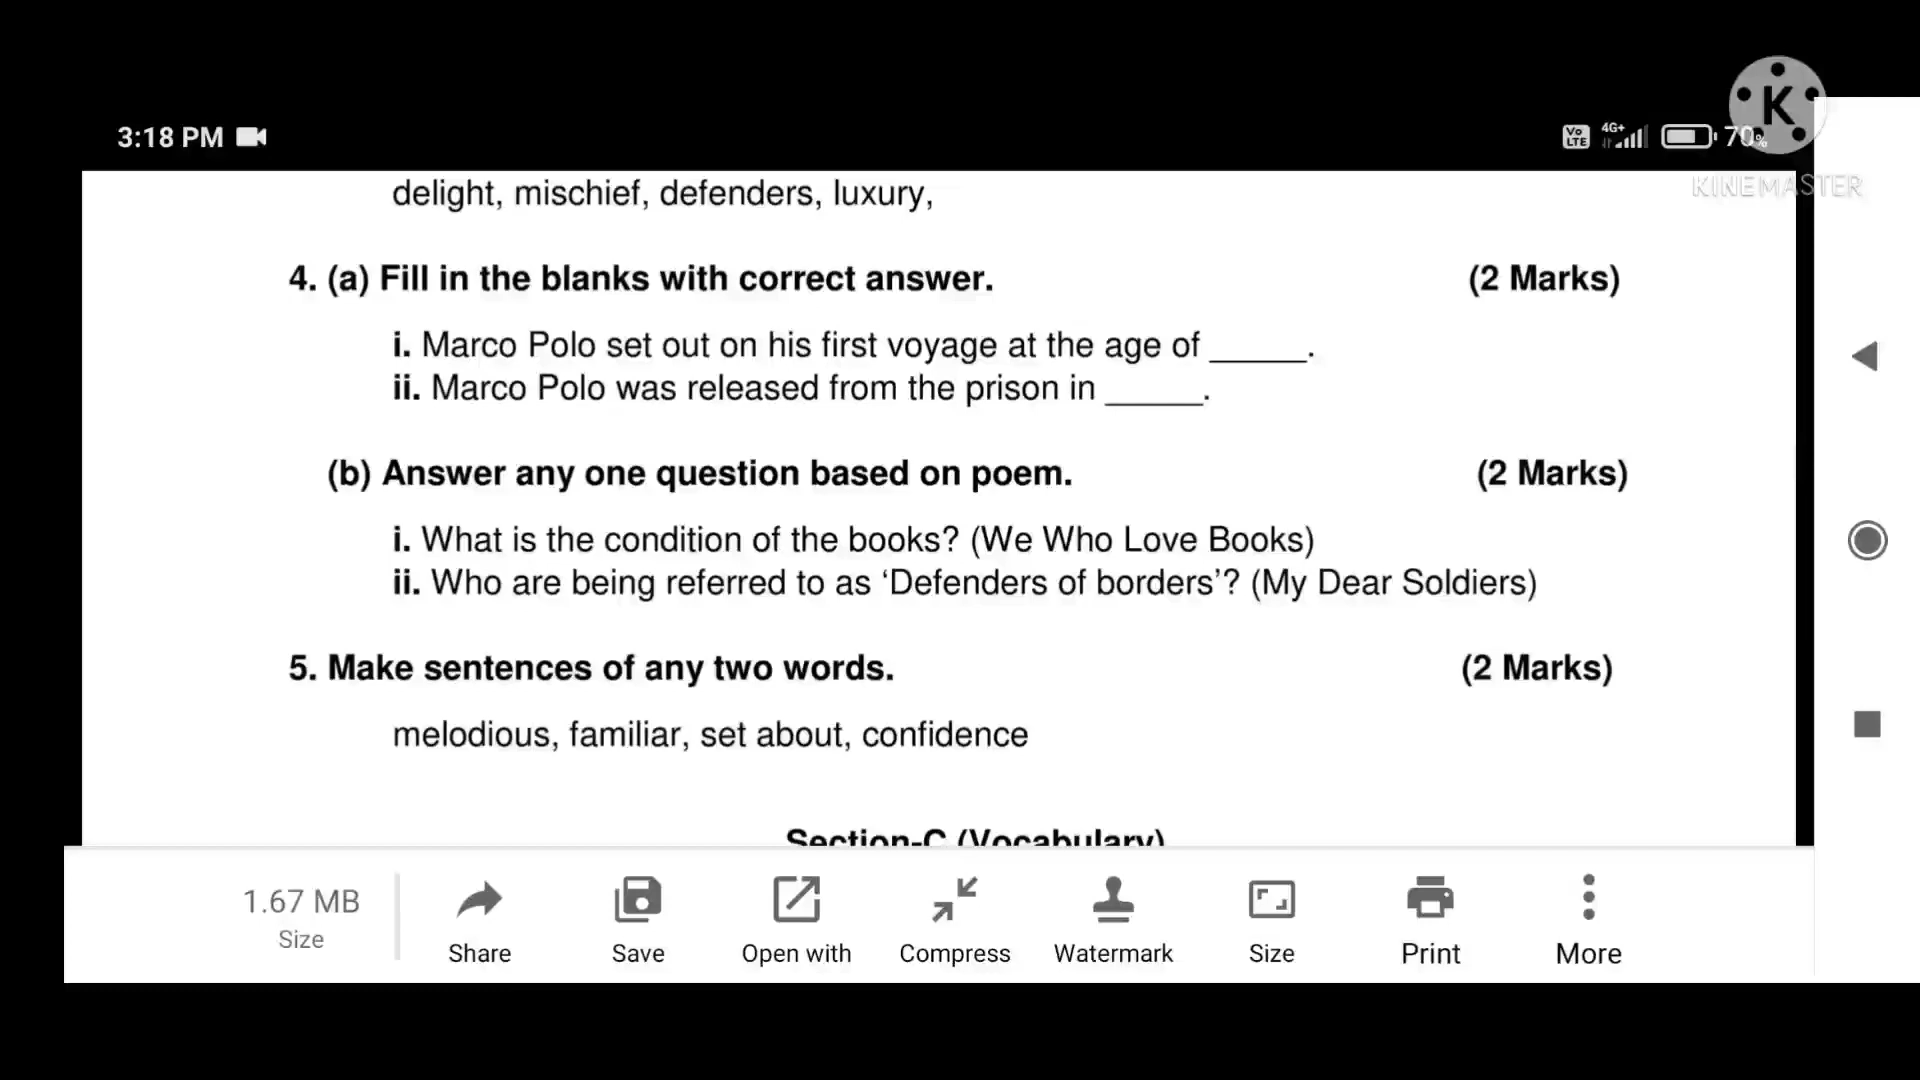 3:18 PM
Vo LTE 4G+ 70%
K
KINEMASTER
delight, mischief, defenders, luxury,
4. (a) Fill in the blanks with correct answer. (2 Marks)
i. Marco Polo set out on his first voyage at the age of _____.
ii. Marco Polo was released from the prison in _____.
(b) Answer any one question based on poem. (2 Marks)
i. What is the condition of the books? (We Who Love Books)
ii. Who are being referred to as ‘Defenders of borders’? (My Dear Soldiers)
5. Make sentences of any two words. (2 Marks)
melodious, familiar, set about, confidence
Section-C (Vocabulary)
1.67 MB
Size
Share Save Open with Compress Watermark Size Print More